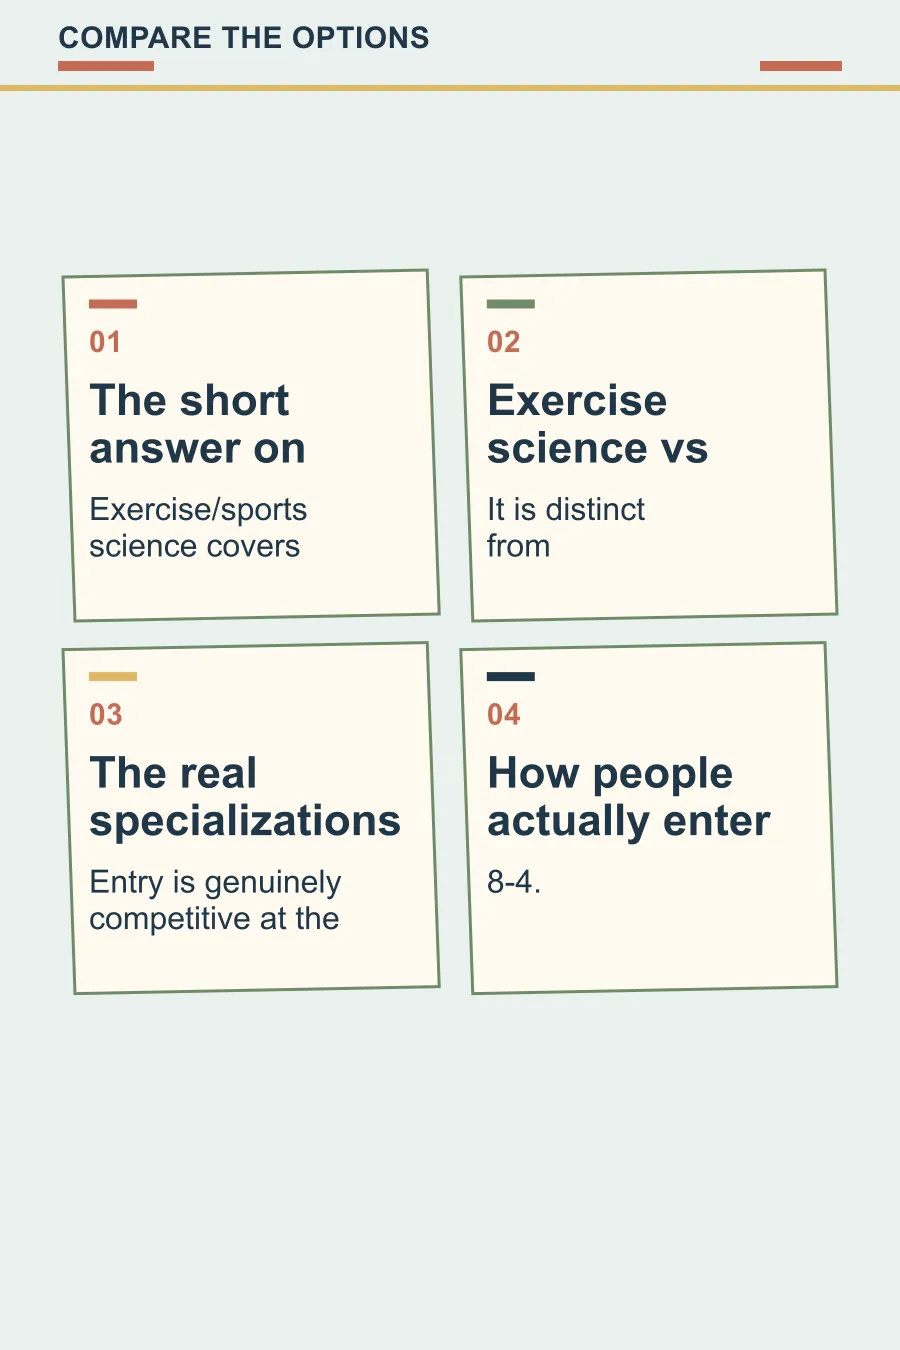 COMPARE THE OPTIONS
01
The short
answer on
Exercise/sports
science covers
02
Exercise
science vs
It is distinct
from
03
The real
specializations
Entry is genuinely
competitive at the
04
How people
actually enter
8-4.